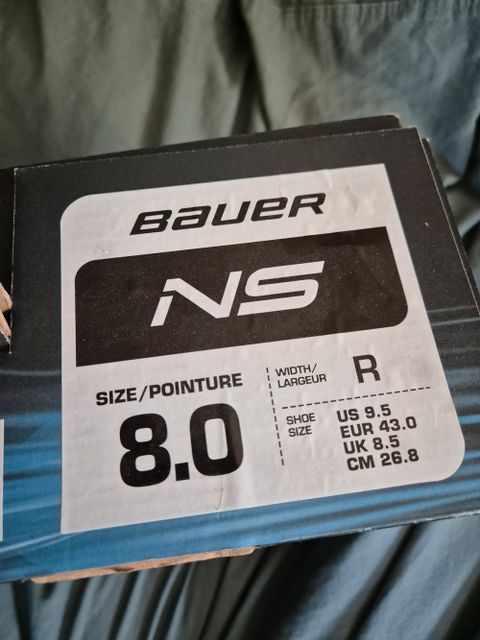 BAUER
NS
SIZE/POINTURE
8.0
WIDTH/
LARGEUR
R
SHOE
SIZE
US 9.5
EUR 43.0
UK 8.5
CM 26.8